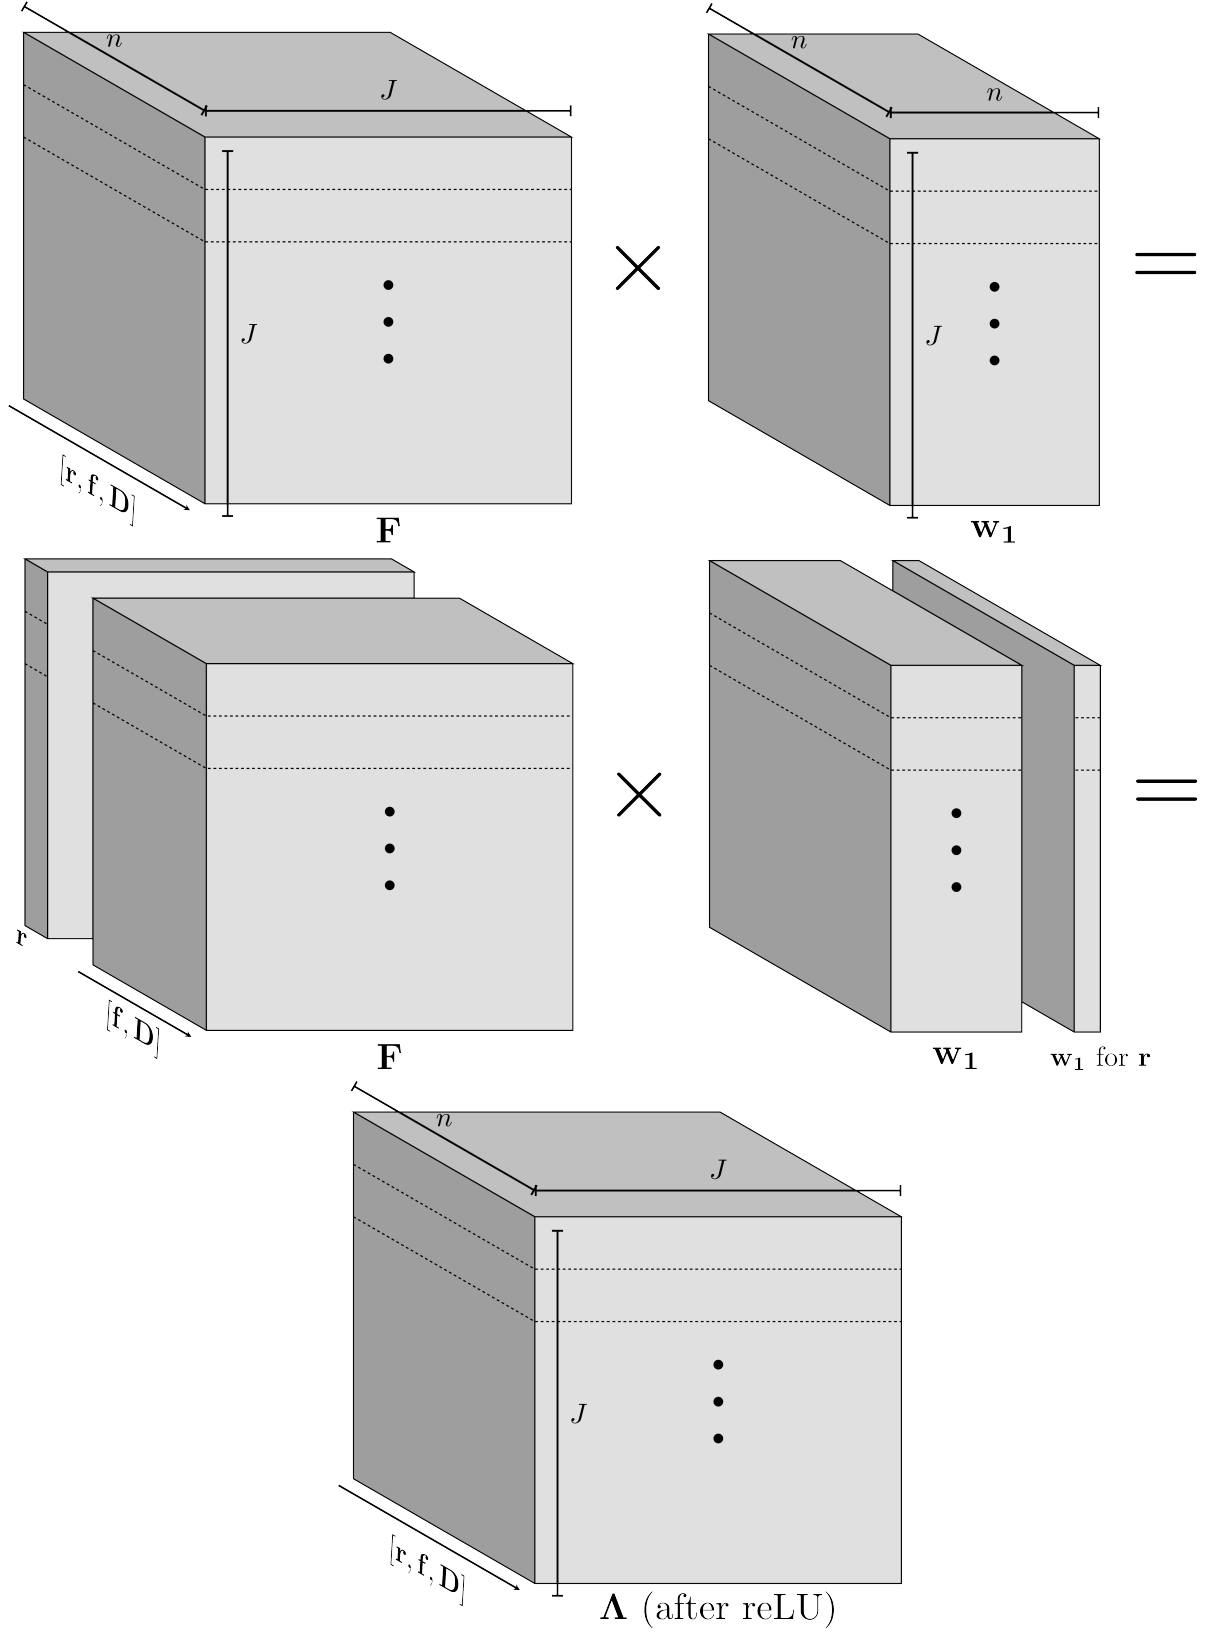 n
J
n
n
J
J
[r, f, D]
F
×
w₁
=
r
[f, D]
F
×
w₁
w₁ for r
=
n
J
J
[r, f, D]
Λ (after reLU)